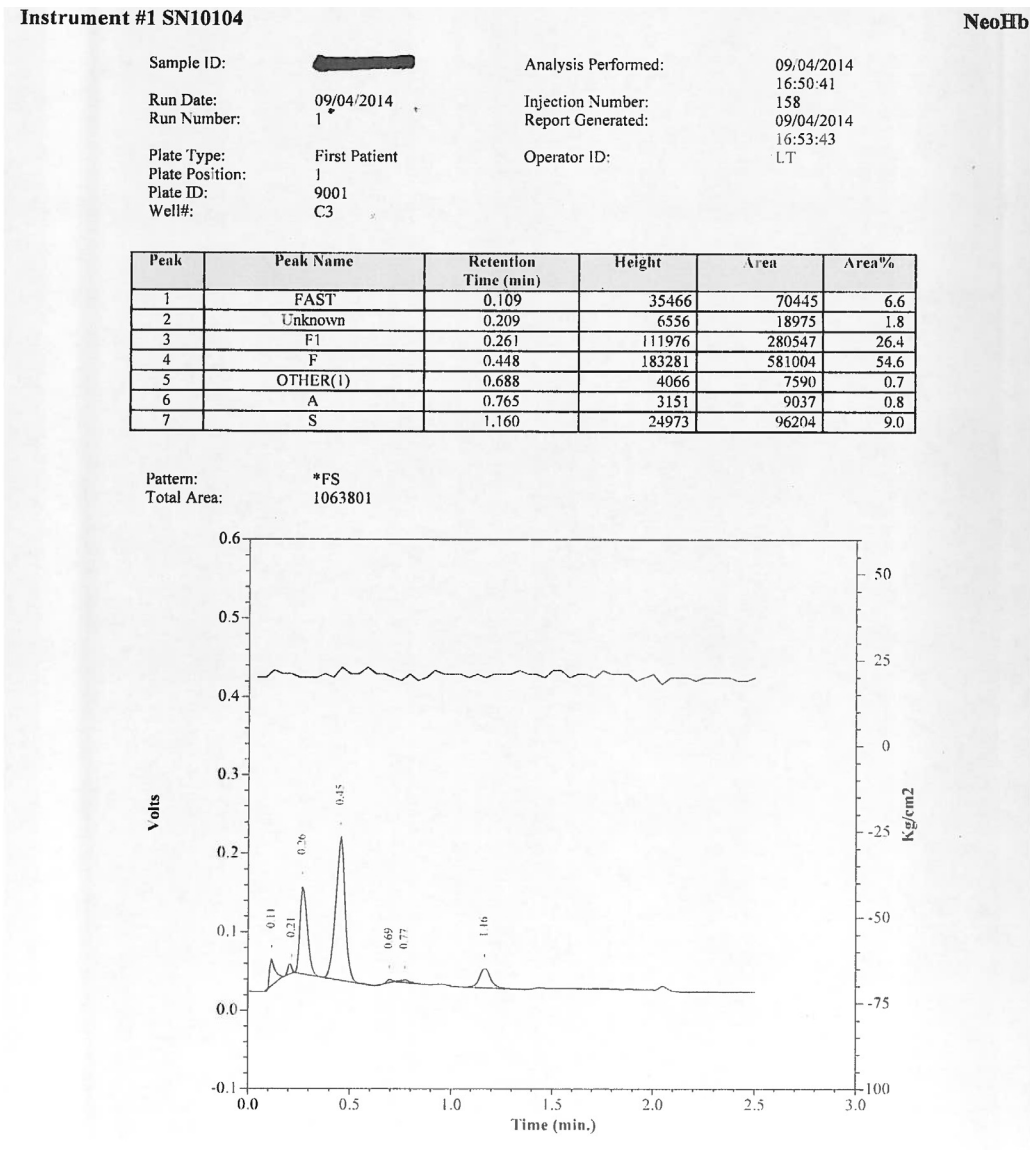 Instrument #1 SN10104 NeoHb
Sample ID: Analysis Performed: 09/04/2014
16:50:41
Run Date: 09/04/2014 Injection Number: 158
Run Number: 1 Report Generated: 09/04/2014
16:53:43
Plate Type: First Patient Operator ID: LT
Plate Position: 1
Plate ID: 9001
Well#: C3
Peak Peak Name Retention Time (min) Height Area Area%
1 FAST 0.109 35466 70445 6.6
2 Unknown 0.209 6556 18975 1.8
3 F1 0.261 111976 280547 26.4
4 F 0.448 183281 581004 54.6
5 OTHER(1) 0.688 4066 7590 0.7
6 A 0.765 3151 9037 0.8
7 S 1.160 24973 96204 9.0
Pattern: *FS
Total Area: 1063801
0.6
50
0.5
25
0.4
0
0.3
Volts
0.45
-25
Kg/cm2
0.2
0.26
-50
0.1
0.11
0.21
0.69
0.77
1.16
-75
0.0
-0.1
-100
0.0 0.5 1.0 1.5 2.0 2.5 3.0
Time (min.)